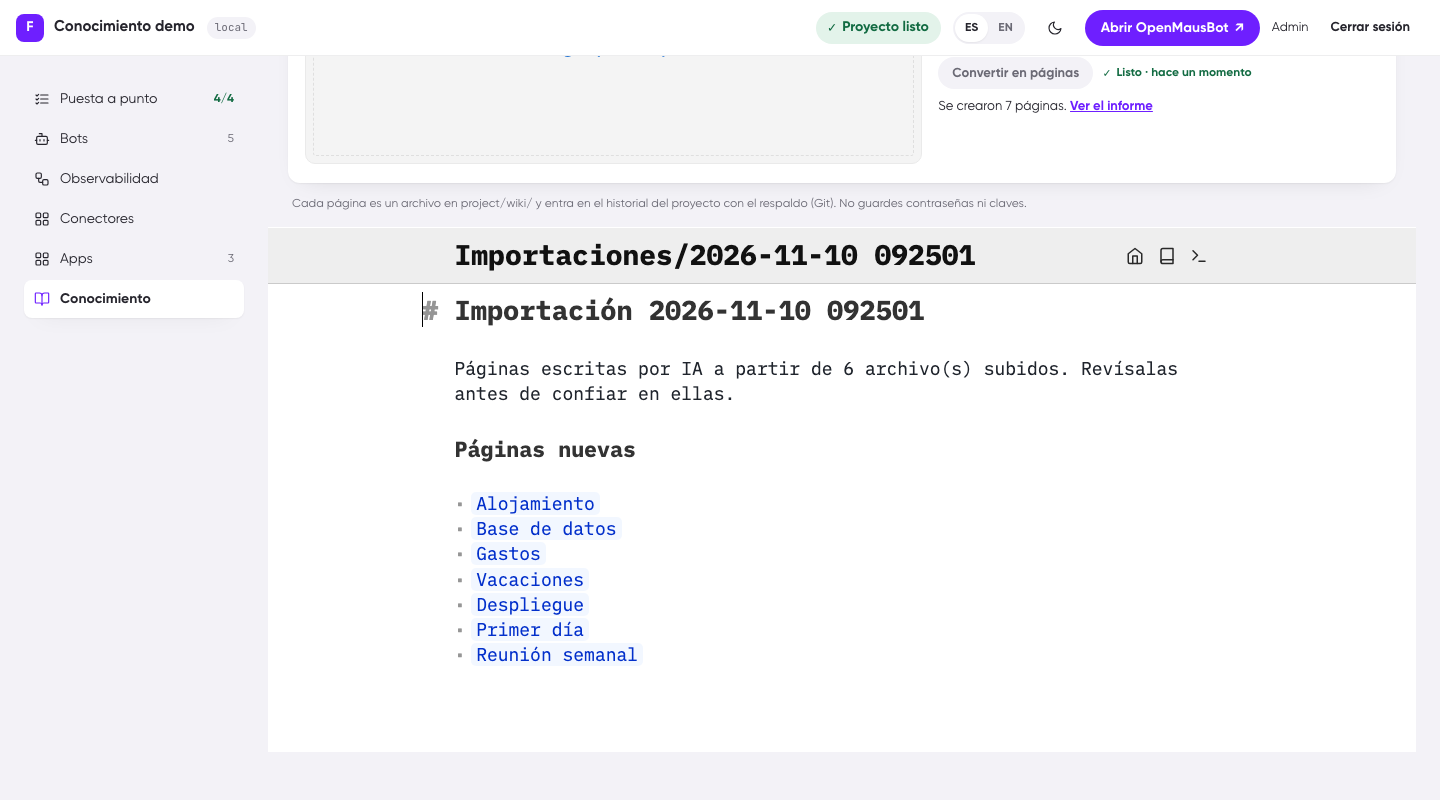 F Conocimiento demo local ✓ Proyecto listo ES EN Abrir OpenMausBot ↗ Admin Cerrar sesión
Puesta a punto 4/4
Bots 5
Observabilidad
Conectores
Apps 3
Conocimiento
Convertir en páginas ✓ Listo · hace un momento
Se crearon 7 páginas. Ver el informe
Cada página es un archivo en project/wiki/ y entra en el historial del proyecto con el respaldo (Git). No guardes contraseñas ni claves.
Importaciones/2026-11-10 092501
# Importación 2026-11-10 092501
Páginas escritas por IA a partir de 6 archivo(s) subidos. Revísalas
antes de confiar en ellas.
Páginas nuevas
Alojamiento
Base de datos
Gastos
Vacaciones
Despliegue
Primer día
Reunión semanal